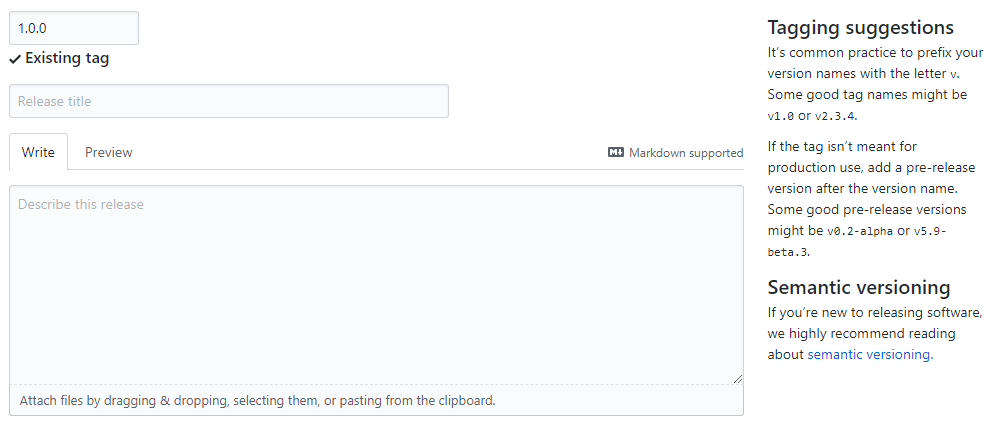 1.0.0
Existing tag
Release title
Write
Preview
Markdown supported
Describe this release
Attach files by dragging & dropping, selecting them, or pasting from the clipboard.
Tagging suggestions
It's common practice to prefix your
version names with the letter v.
Some good tag names might be
v1.0 or v2.3.4.
If the tag isn't meant for
production use, add a pre-release
version after the version name.
Some good pre-release versions
might be v0.2-alpha or v5.9-
beta.3.
Semantic versioning
If you're new to releasing software,
we highly recommend reading
about semantic versioning.